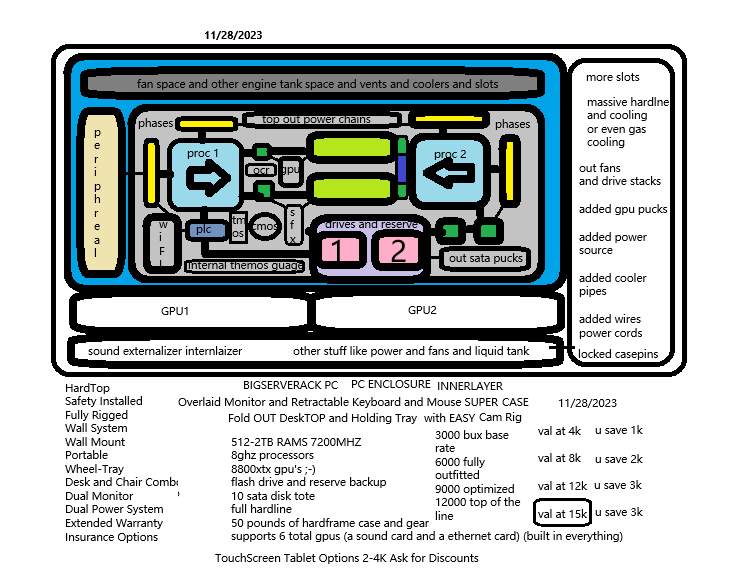 11/28/2023
fan space and other engine tank space and vents and coolers and slots
more slots
massive hardlne
and cooling
or even gas
cooling
out fans
and drive stacks
added gpu pucks
added power
source
added cooler
pipes
added wires
power cords
locked casepins
periphreal
phases
top out power chains
phases
proc 1
proc 2
ocr
gpu
wiFI
plc
tm
os
cmos
sfx
drives and reserve
1
2
internal themos guage
out sata pucks
GPU1
GPU2
sound externalizer internlaizer
other stuff like power and fans and liquid tank
BIGSERVERACK PC PC ENCLOSURE INNERLAYER
Overlaid Monitor and Retractable Keyboard and Mouse SUPER CASE 11/28/2023
Fold OUT DeskTOP and Holding Tray with EASY Cam Rig
HardTop
Safety Installed
Fully Rigged
Wall System
Wall Mount
Portable
Wheel-Tray
Desk and Chair Combo
Dual Monitor
Dual Power System
Extended Warranty
Insurance Options
512-2TB RAMS 7200MHZ
8ghz processors
8800xtx gpu's ;-)
flash drive and reserve backup
10 sata disk tote
full hardline
50 pounds of hardframe case and gear
supports 6 total gpus (a sound card and a ethernet card) (built in everything)
3000 bux base
rate
6000 fully
outfitted
9000 optimized
12000 top of the
line
val at 4k u save 1k
val at 8k u save 2k
val at 12k u save 3k
val at 15k u save 3k
TouchScreen Tablet Options 2-4K Ask for Discounts